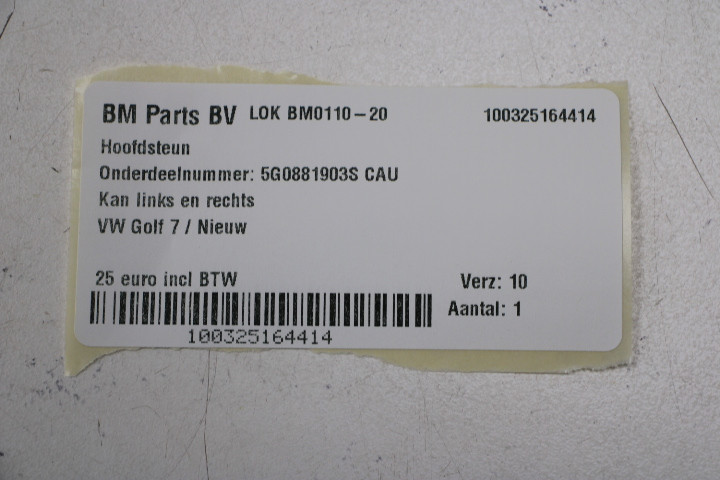 BM Parts BV LOK BM0110-20 100325164414
Hoofdsteun
Onderdeelnummer: 5G0881903S CAU
Kan links en rechts
VW Golf 7 / Nieuw
25 euro incl BTW Verz: 10
Aantal: 1
100325164414